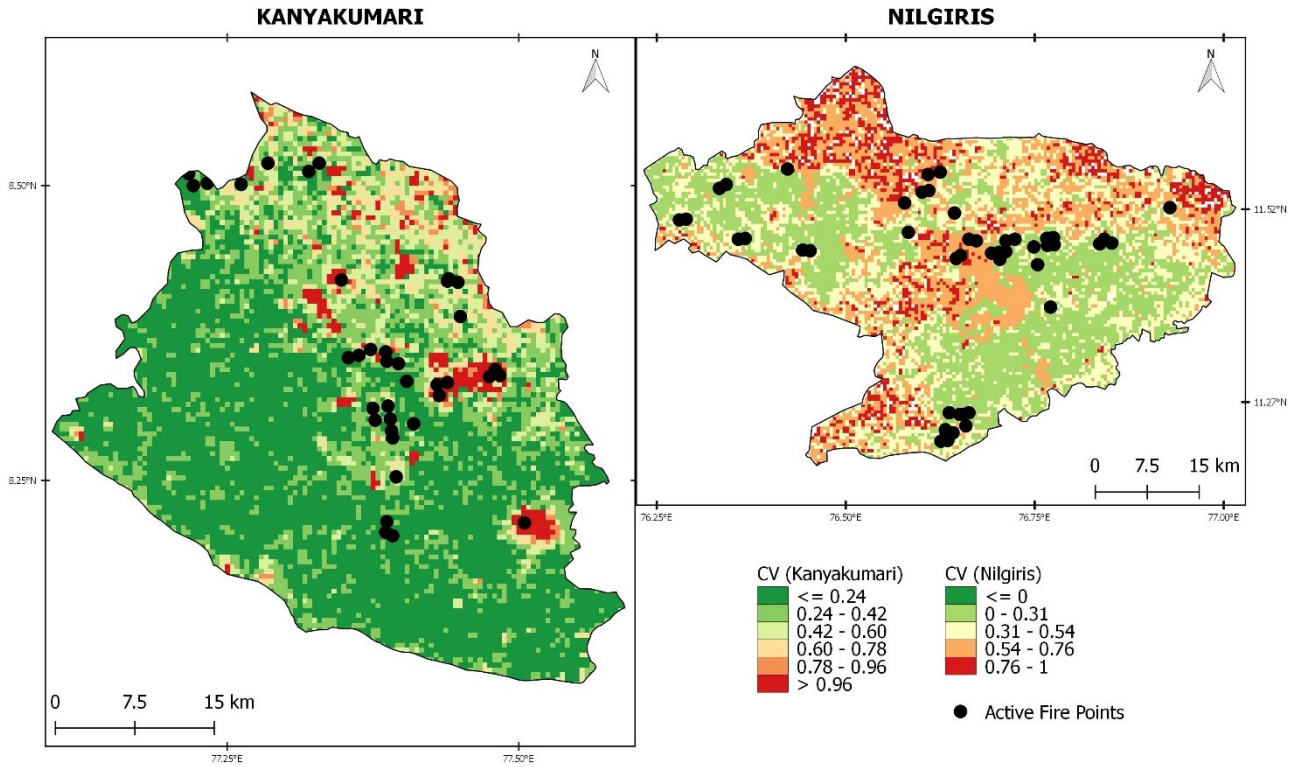 KANYAKUMARI
NILGIRIS
N
N
8.50°N
8.25°N
77.25°E
77.50°E
0 7.5 15 km
11.52°N
11.27°N
76.25°E
76.50°E
76.75°E
77.00°E
0 7.5 15 km
CV (Kanyakumari)
<= 0.24
0.24 - 0.42
0.42 - 0.60
0.60 - 0.78
0.78 - 0.96
> 0.96
CV (Nilgiris)
<= 0
0 - 0.31
0.31 - 0.54
0.54 - 0.76
0.76 - 1
Active Fire Points